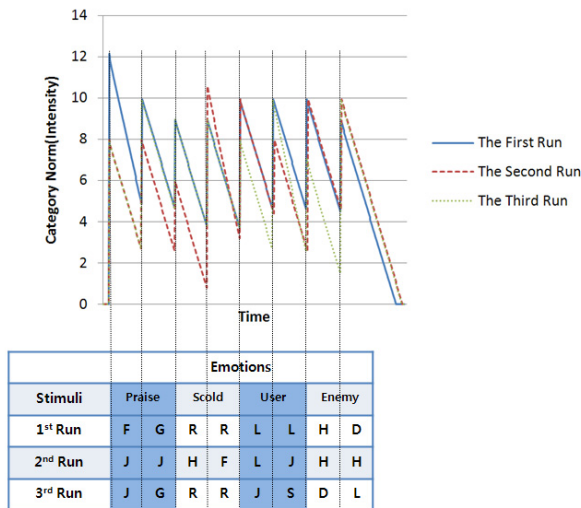 14
12
10
8
6
4
2
0
Category Norm(Intensity)
Time
The First Run
The Second Run
The Third Run
Emotions
Stimuli Praise Scold User Enemy
1st Run F G R R L L H D
2nd Run J J H F L J H H
3rd Run J G R R J S D L